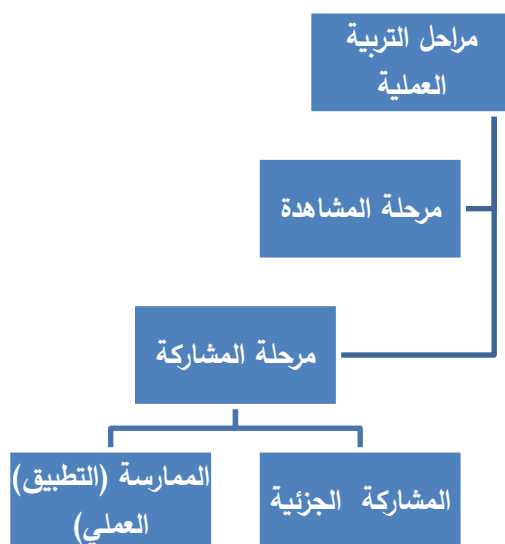 مراحل التربية
العملية
مرحلة المشاهدة
مرحلة المشاركة
المشاركة الجزئية
الممارسة (التطبيق)
العملي)